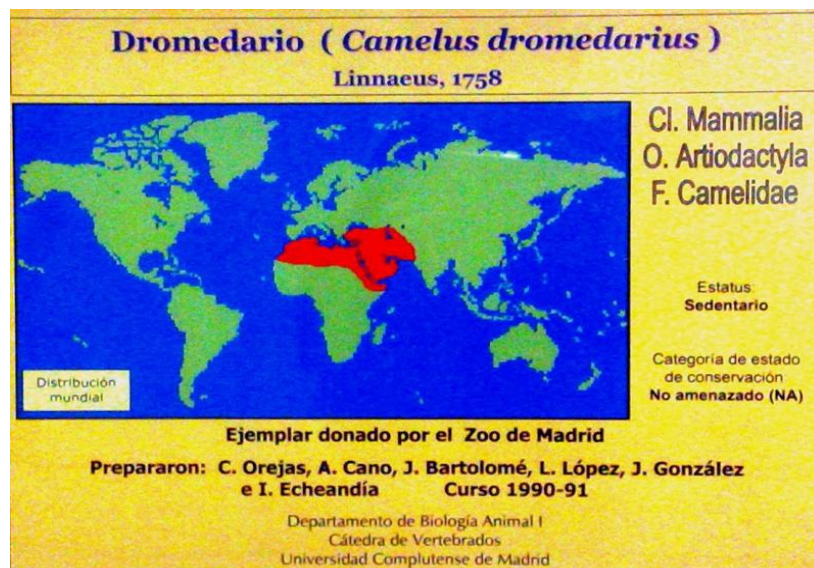 Dromedario ( Camelus dromedarius )
Linnaeus, 1758
Cl. Mammalia
O. Artiodactyla
F. Camelidae
Estatus:
Sedentario
Categoría de estado
de conservación
No amenazado (NA)
Distribución
mundial
Ejemplar donado por el Zoo de Madrid
Prepararon: C. Orejas, A. Cano, J. Bartolomé, L. López, J. González
e I. Echeandía Curso 1990-91
Departamento de Biología Animal I
Cátedra de Vertebrados
Universidad Complutense de Madrid